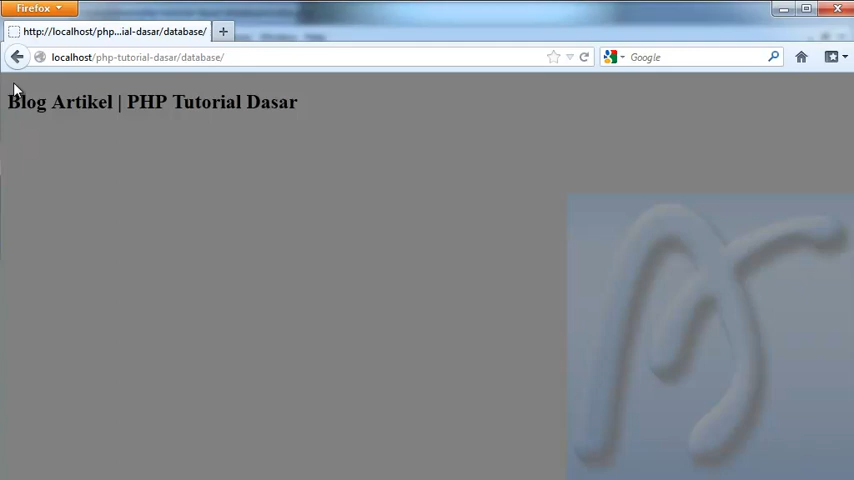 Firefox
http://localhost/php...ial-dasar/database/
localhost/php-tutorial-dasar/database/
Google
Blog Artikel | PHP Tutorial Dasar